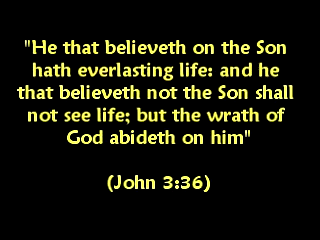 "He that believeth on the Son
hath everlasting life: and he
that believeth not the Son shall
not see life; but the wrath of
God abideth on him"
(John 3:36)